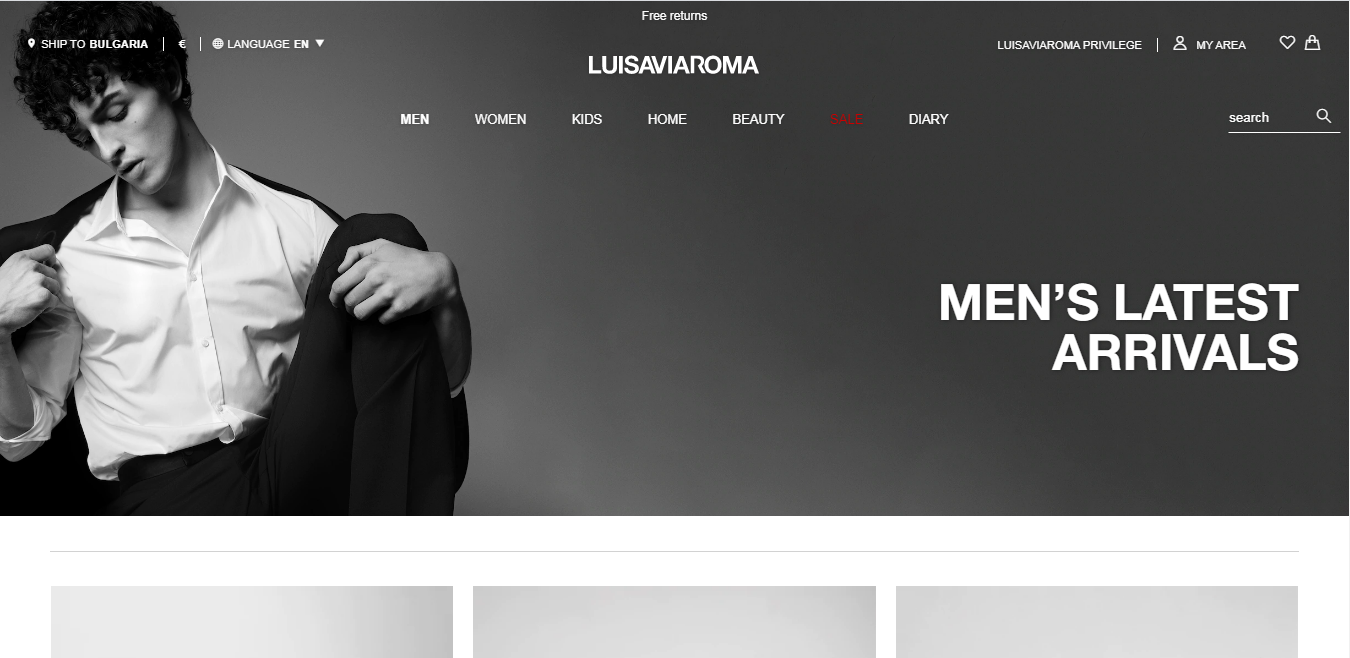 Free returns
SHIP TO BULGARIA | € | LANGUAGE EN
LUISAVIAROMA PRIVILEGE | MY AREA
LUISAVIAROMA
MEN WOMEN KIDS HOME BEAUTY SALE DIARY
search
MEN'S LATEST
ARRIVALS